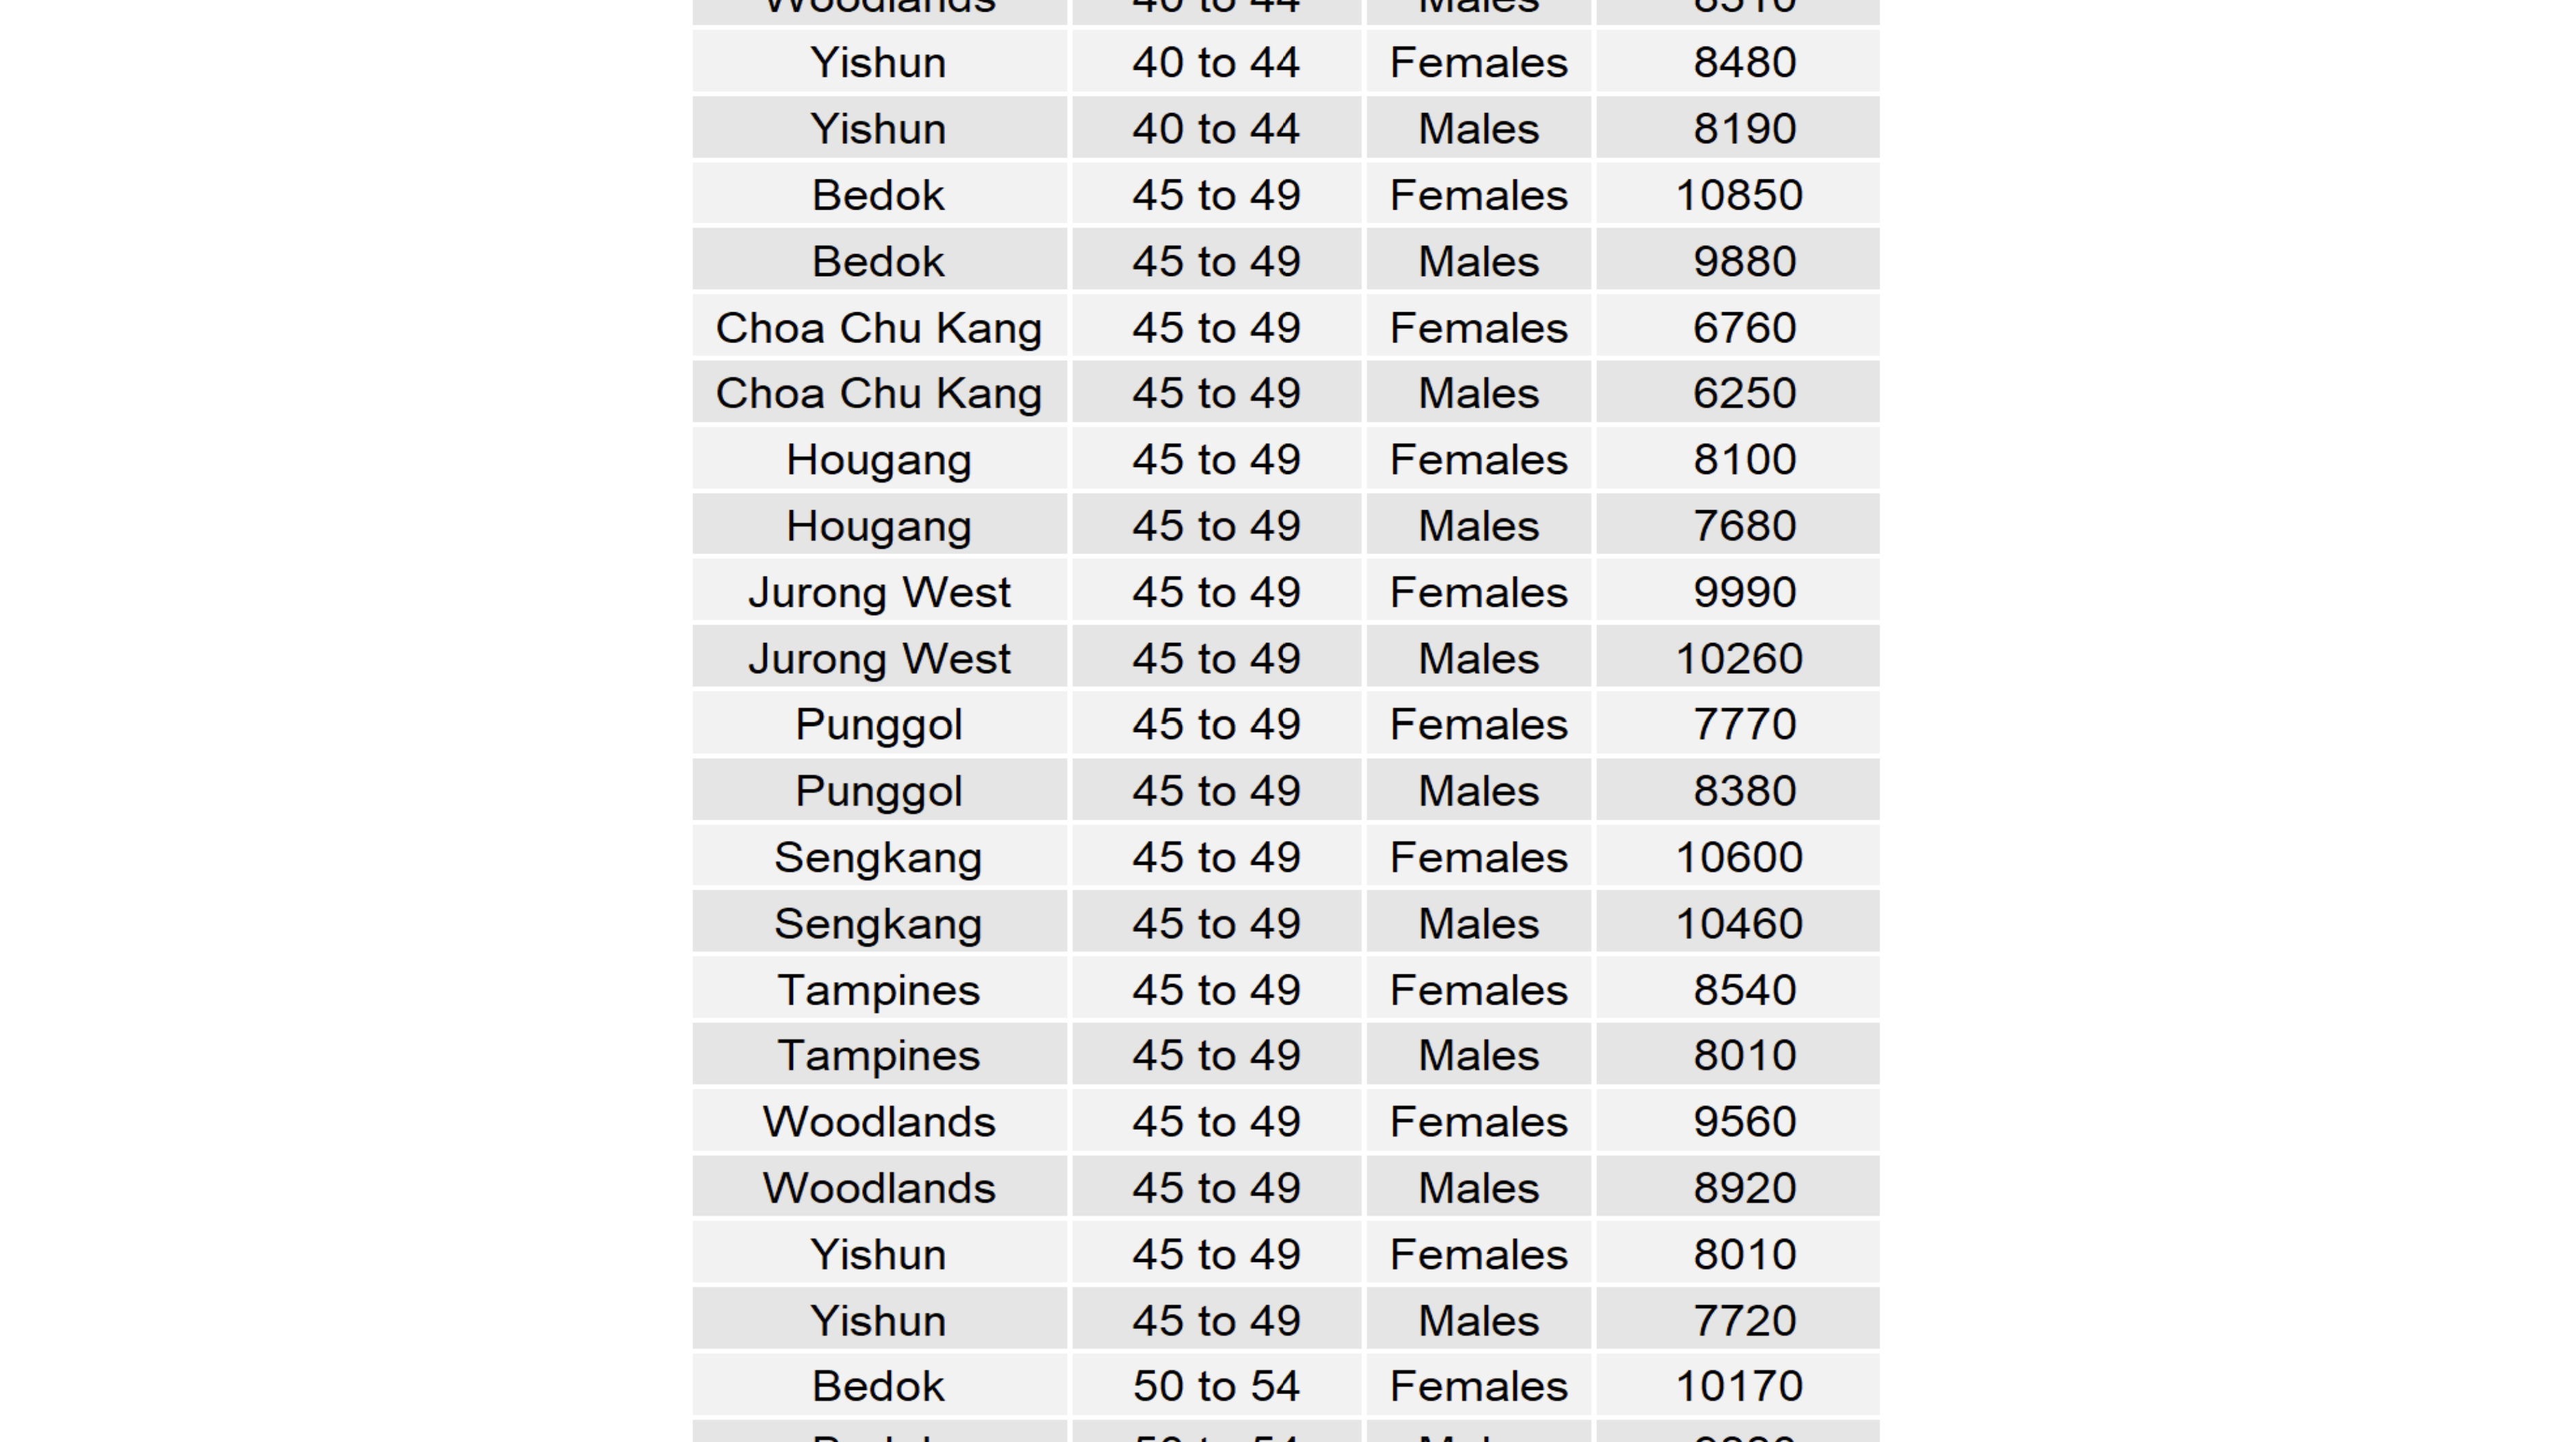 Woodlands 40 to 44 Males 8510
Yishun 40 to 44 Females 8480
Yishun 40 to 44 Males 8190
Bedok 45 to 49 Females 10850
Bedok 45 to 49 Males 9880
Choa Chu Kang 45 to 49 Females 6760
Choa Chu Kang 45 to 49 Males 6250
Hougang 45 to 49 Females 8100
Hougang 45 to 49 Males 7680
Jurong West 45 to 49 Females 9990
Jurong West 45 to 49 Males 10260
Punggol 45 to 49 Females 7770
Punggol 45 to 49 Males 8380
Sengkang 45 to 49 Females 10600
Sengkang 45 to 49 Males 10460
Tampines 45 to 49 Females 8540
Tampines 45 to 49 Males 8010
Woodlands 45 to 49 Females 9560
Woodlands 45 to 49 Males 8920
Yishun 45 to 49 Females 8010
Yishun 45 to 49 Males 7720
Bedok 50 to 54 Females 10170
Bedok 50 to 54 Males